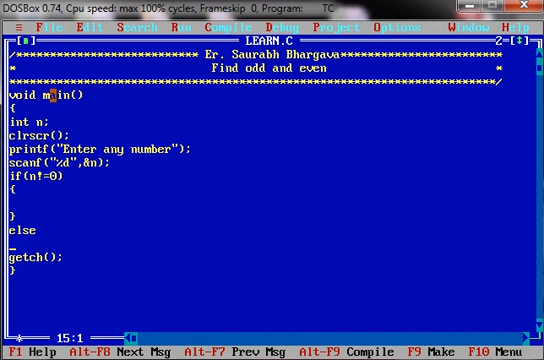 DOSBox 0.74, Cpu speed: max 100% cycles, Frameskip 0, Program: TC
≡ File Edit Search Run Compile Debug Project Options Window Help
[■] LEARN.C 2=[↕]
/************************** Er. Saurabh Bhargava************************
* Find odd and even *
************************************************************************/
void main()
{
int n;
clrscr();
printf("Enter any number");
scanf("%d",&n);
if(n!=0)
{
}
else
getch();
}
15:1
F1 Help Alt-F8 Next Msg Alt-F7 Prev Msg Alt-F9 Compile F9 Make F10 Menu